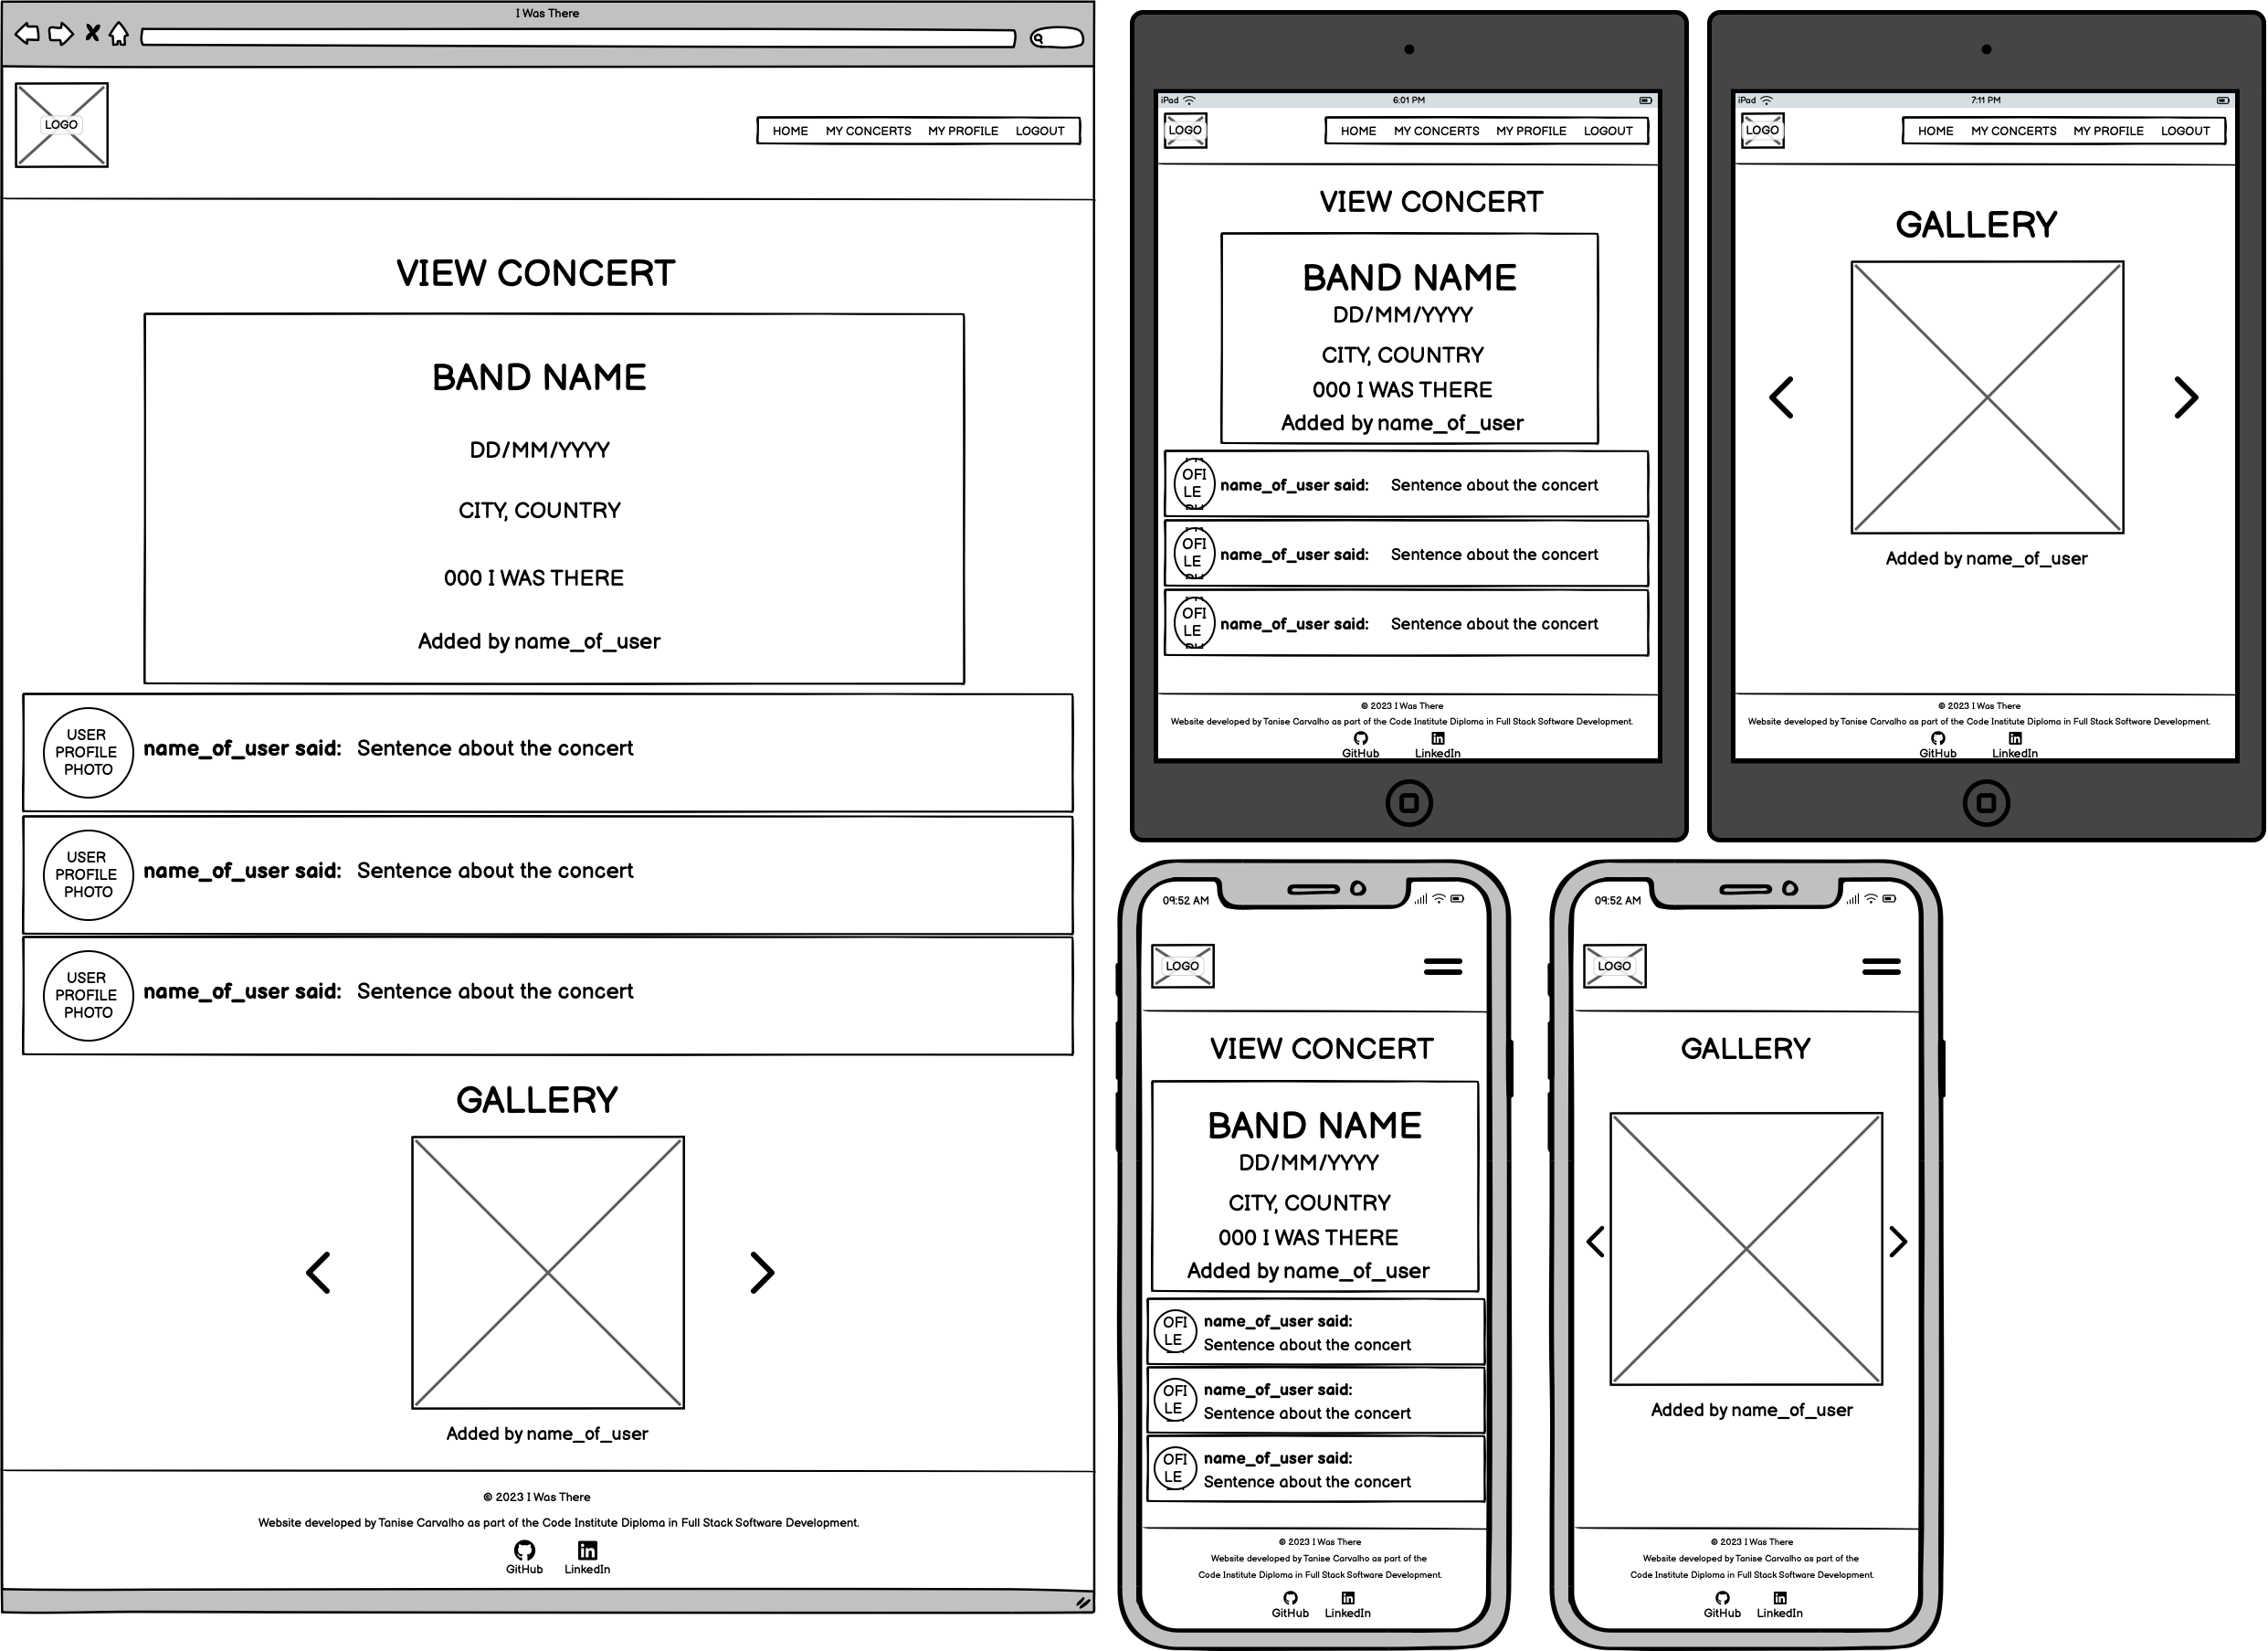 I Was There
LOGO
HOME MY CONCERTS MY PROFILE LOGOUT
VIEW CONCERT
BAND NAME
DD/MM/YYYY
CITY, COUNTRY
000 I WAS THERE
Added by name_of_user
USER
PROFILE
PHOTO
name_of_user said: Sentence about the concert
USER
PROFILE
PHOTO
name_of_user said: Sentence about the concert
USER
PROFILE
PHOTO
name_of_user said: Sentence about the concert
GALLERY
Added by name_of_user
© 2023 I Was There
Website developed by Tanise Carvalho as part of the Code Institute Diploma in Full Stack Software Development.
GitHub LinkedIn
iPad 6:01 PM
LOGO
HOME MY CONCERTS MY PROFILE LOGOUT
VIEW CONCERT
BAND NAME
DD/MM/YYYY
CITY, COUNTRY
000 I WAS THERE
Added by name_of_user
OFI
LE
name_of_user said: Sentence about the concert
OFI
LE
name_of_user said: Sentence about the concert
OFI
LE
name_of_user said: Sentence about the concert
© 2023 I Was There
Website developed by Tanise Carvalho as part of the Code Institute Diploma in Full Stack Software Development.
GitHub LinkedIn
iPad 7:11 PM
LOGO
HOME MY CONCERTS MY PROFILE LOGOUT
GALLERY
Added by name_of_user
© 2023 I Was There
Website developed by Tanise Carvalho as part of the Code Institute Diploma in Full Stack Software Development.
GitHub LinkedIn
09:52 AM
LOGO
VIEW CONCERT
BAND NAME
DD/MM/YYYY
CITY, COUNTRY
000 I WAS THERE
Added by name_of_user
OFI
LE
name_of_user said:
Sentence about the concert
OFI
LE
name_of_user said:
Sentence about the concert
OFI
LE
name_of_user said:
Sentence about the concert
© 2023 I Was There
Website developed by Tanise Carvalho as part of the
Code Institute Diploma in Full Stack Software Development.
GitHub LinkedIn
09:52 AM
LOGO
GALLERY
Added by name_of_user
© 2023 I Was There
Website developed by Tanise Carvalho as part of the
Code Institute Diploma in Full Stack Software Development.
GitHub LinkedIn